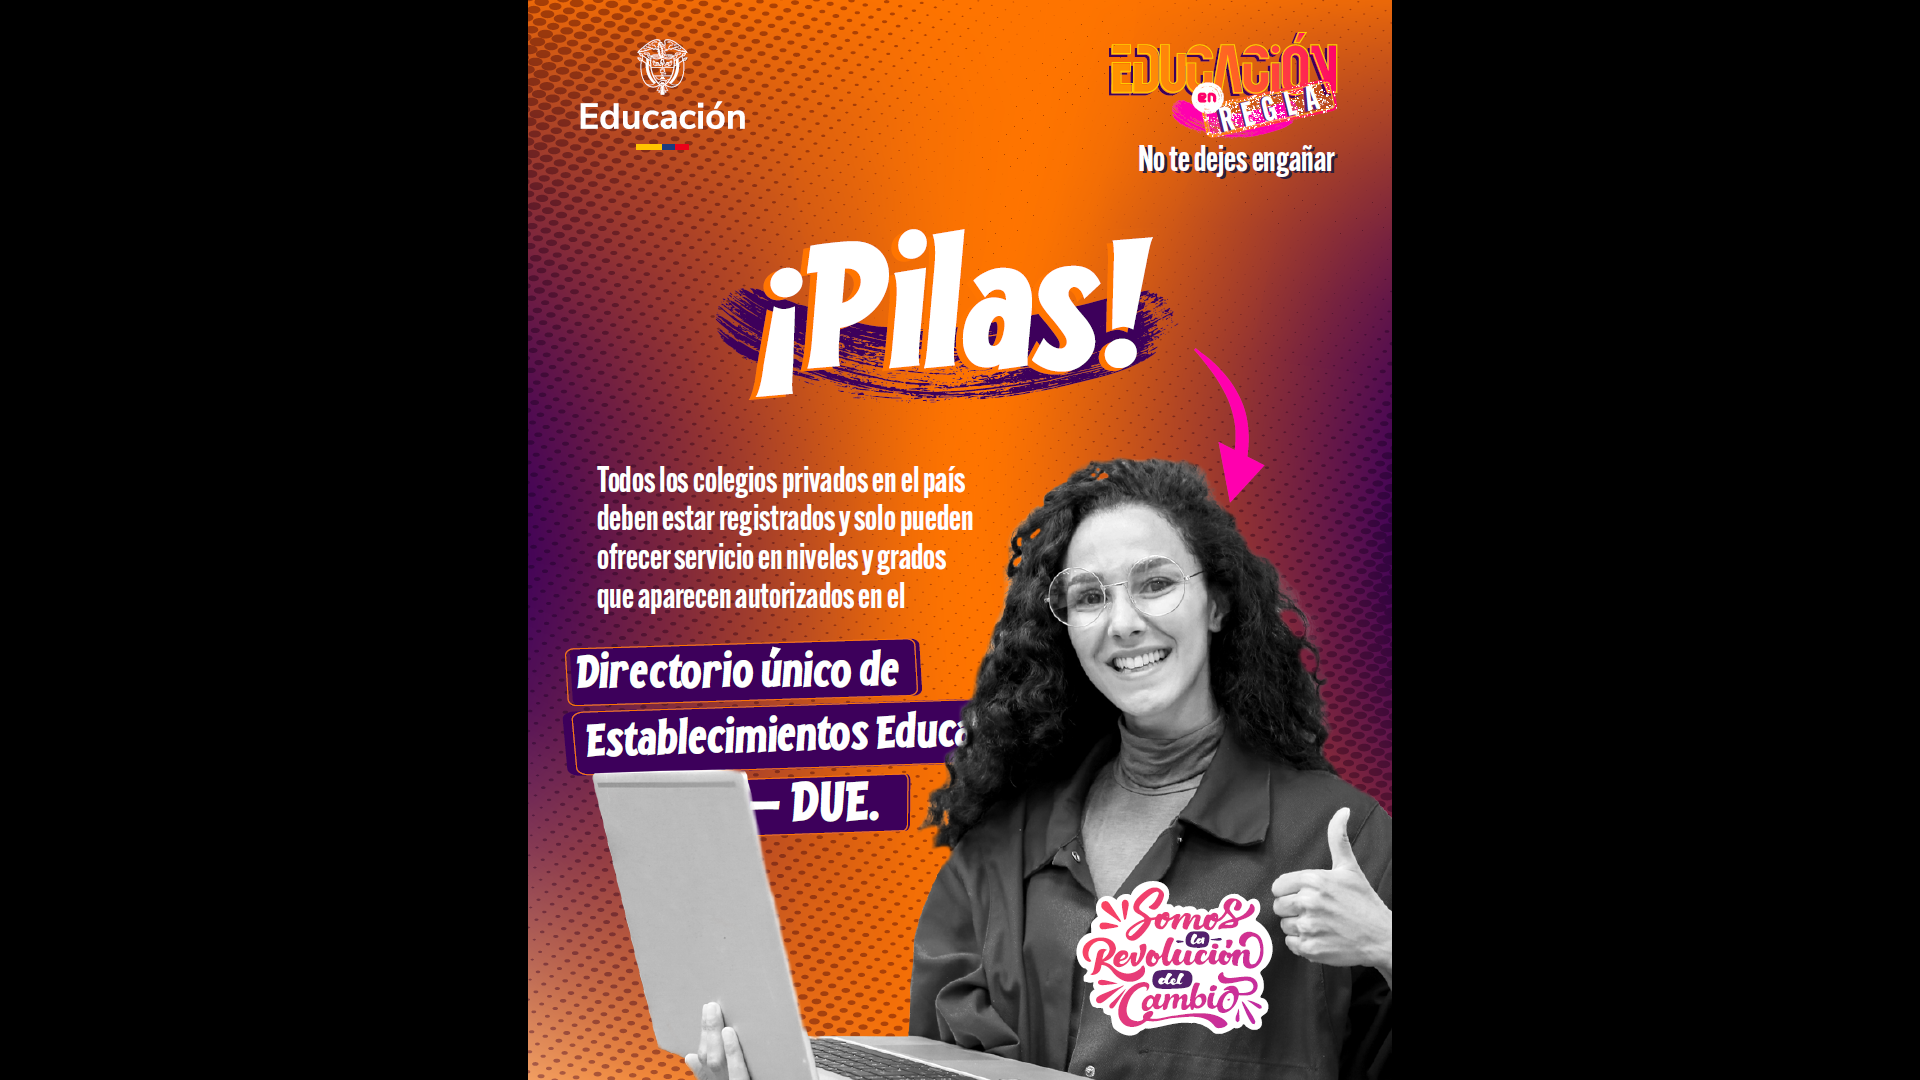 Educación
EDUCACIÓN
en
REGLA
No te dejes engañar
¡Pilas!
Todos los colegios privados en el país
deben estar registrados y solo pueden
ofrecer servicio en niveles y grados
que aparecen autorizados en el
Directorio único de
Establecimientos
— DUE.
Somos
la
Revolución
del
Cambio